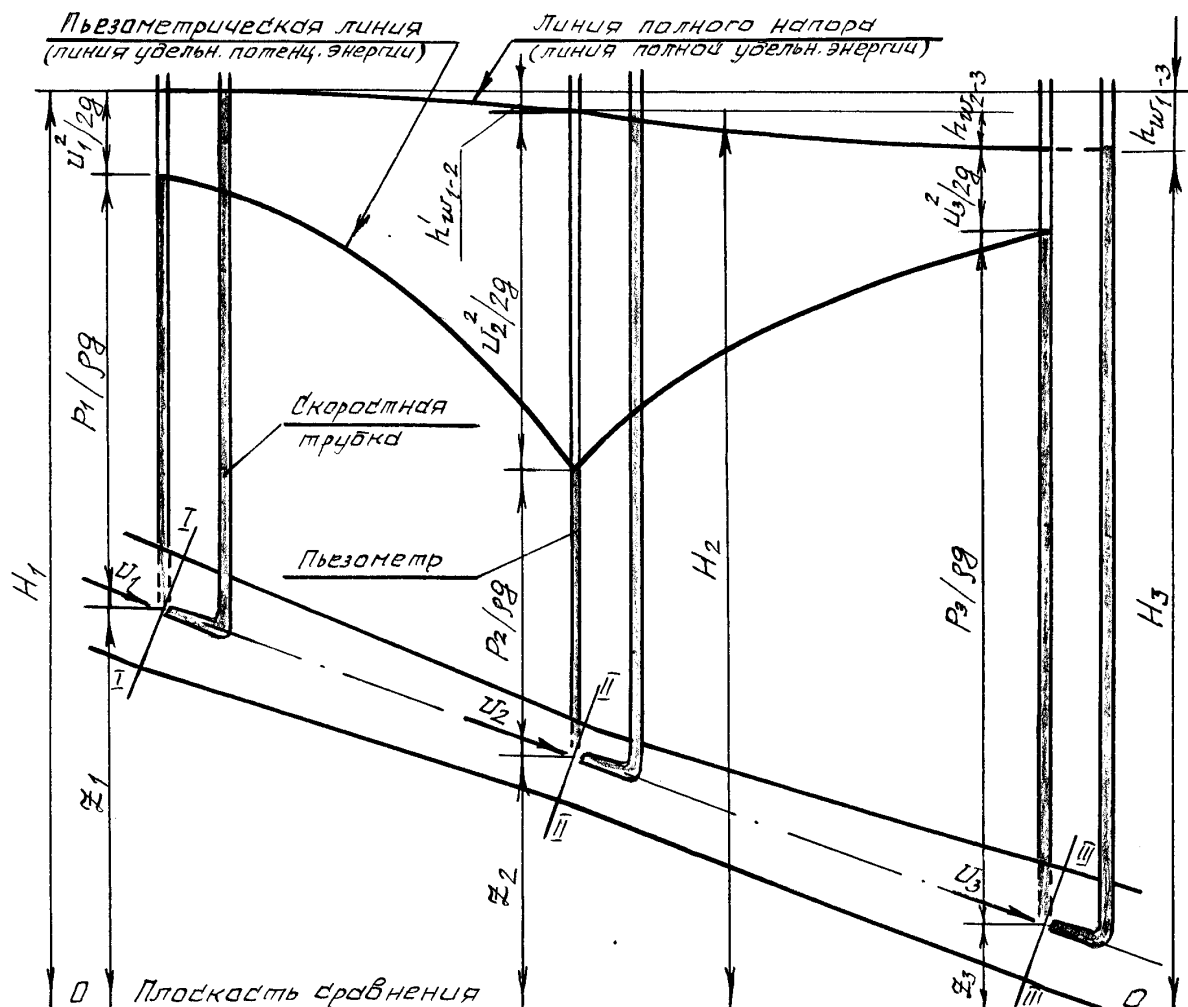 Пьезометрическая линия
(линия удельн. потенц. энергии)
Линия полного напора
(линия полной удельн. энергии)
U₁²/2g
h'w₁₋₂
U₂²/2g
hw₂₋₃
U₃²/2g
hw₁₋₃
P₁/ρg
Скоростная
трубка
Пьезометр
H₁
H₂
H₃
P₂/ρg
P₃/ρg
I
U₁
I
II
U₂
II
III
U₃
III
Z₁
Z₂
Z₃
О Плоскость сравнения
О